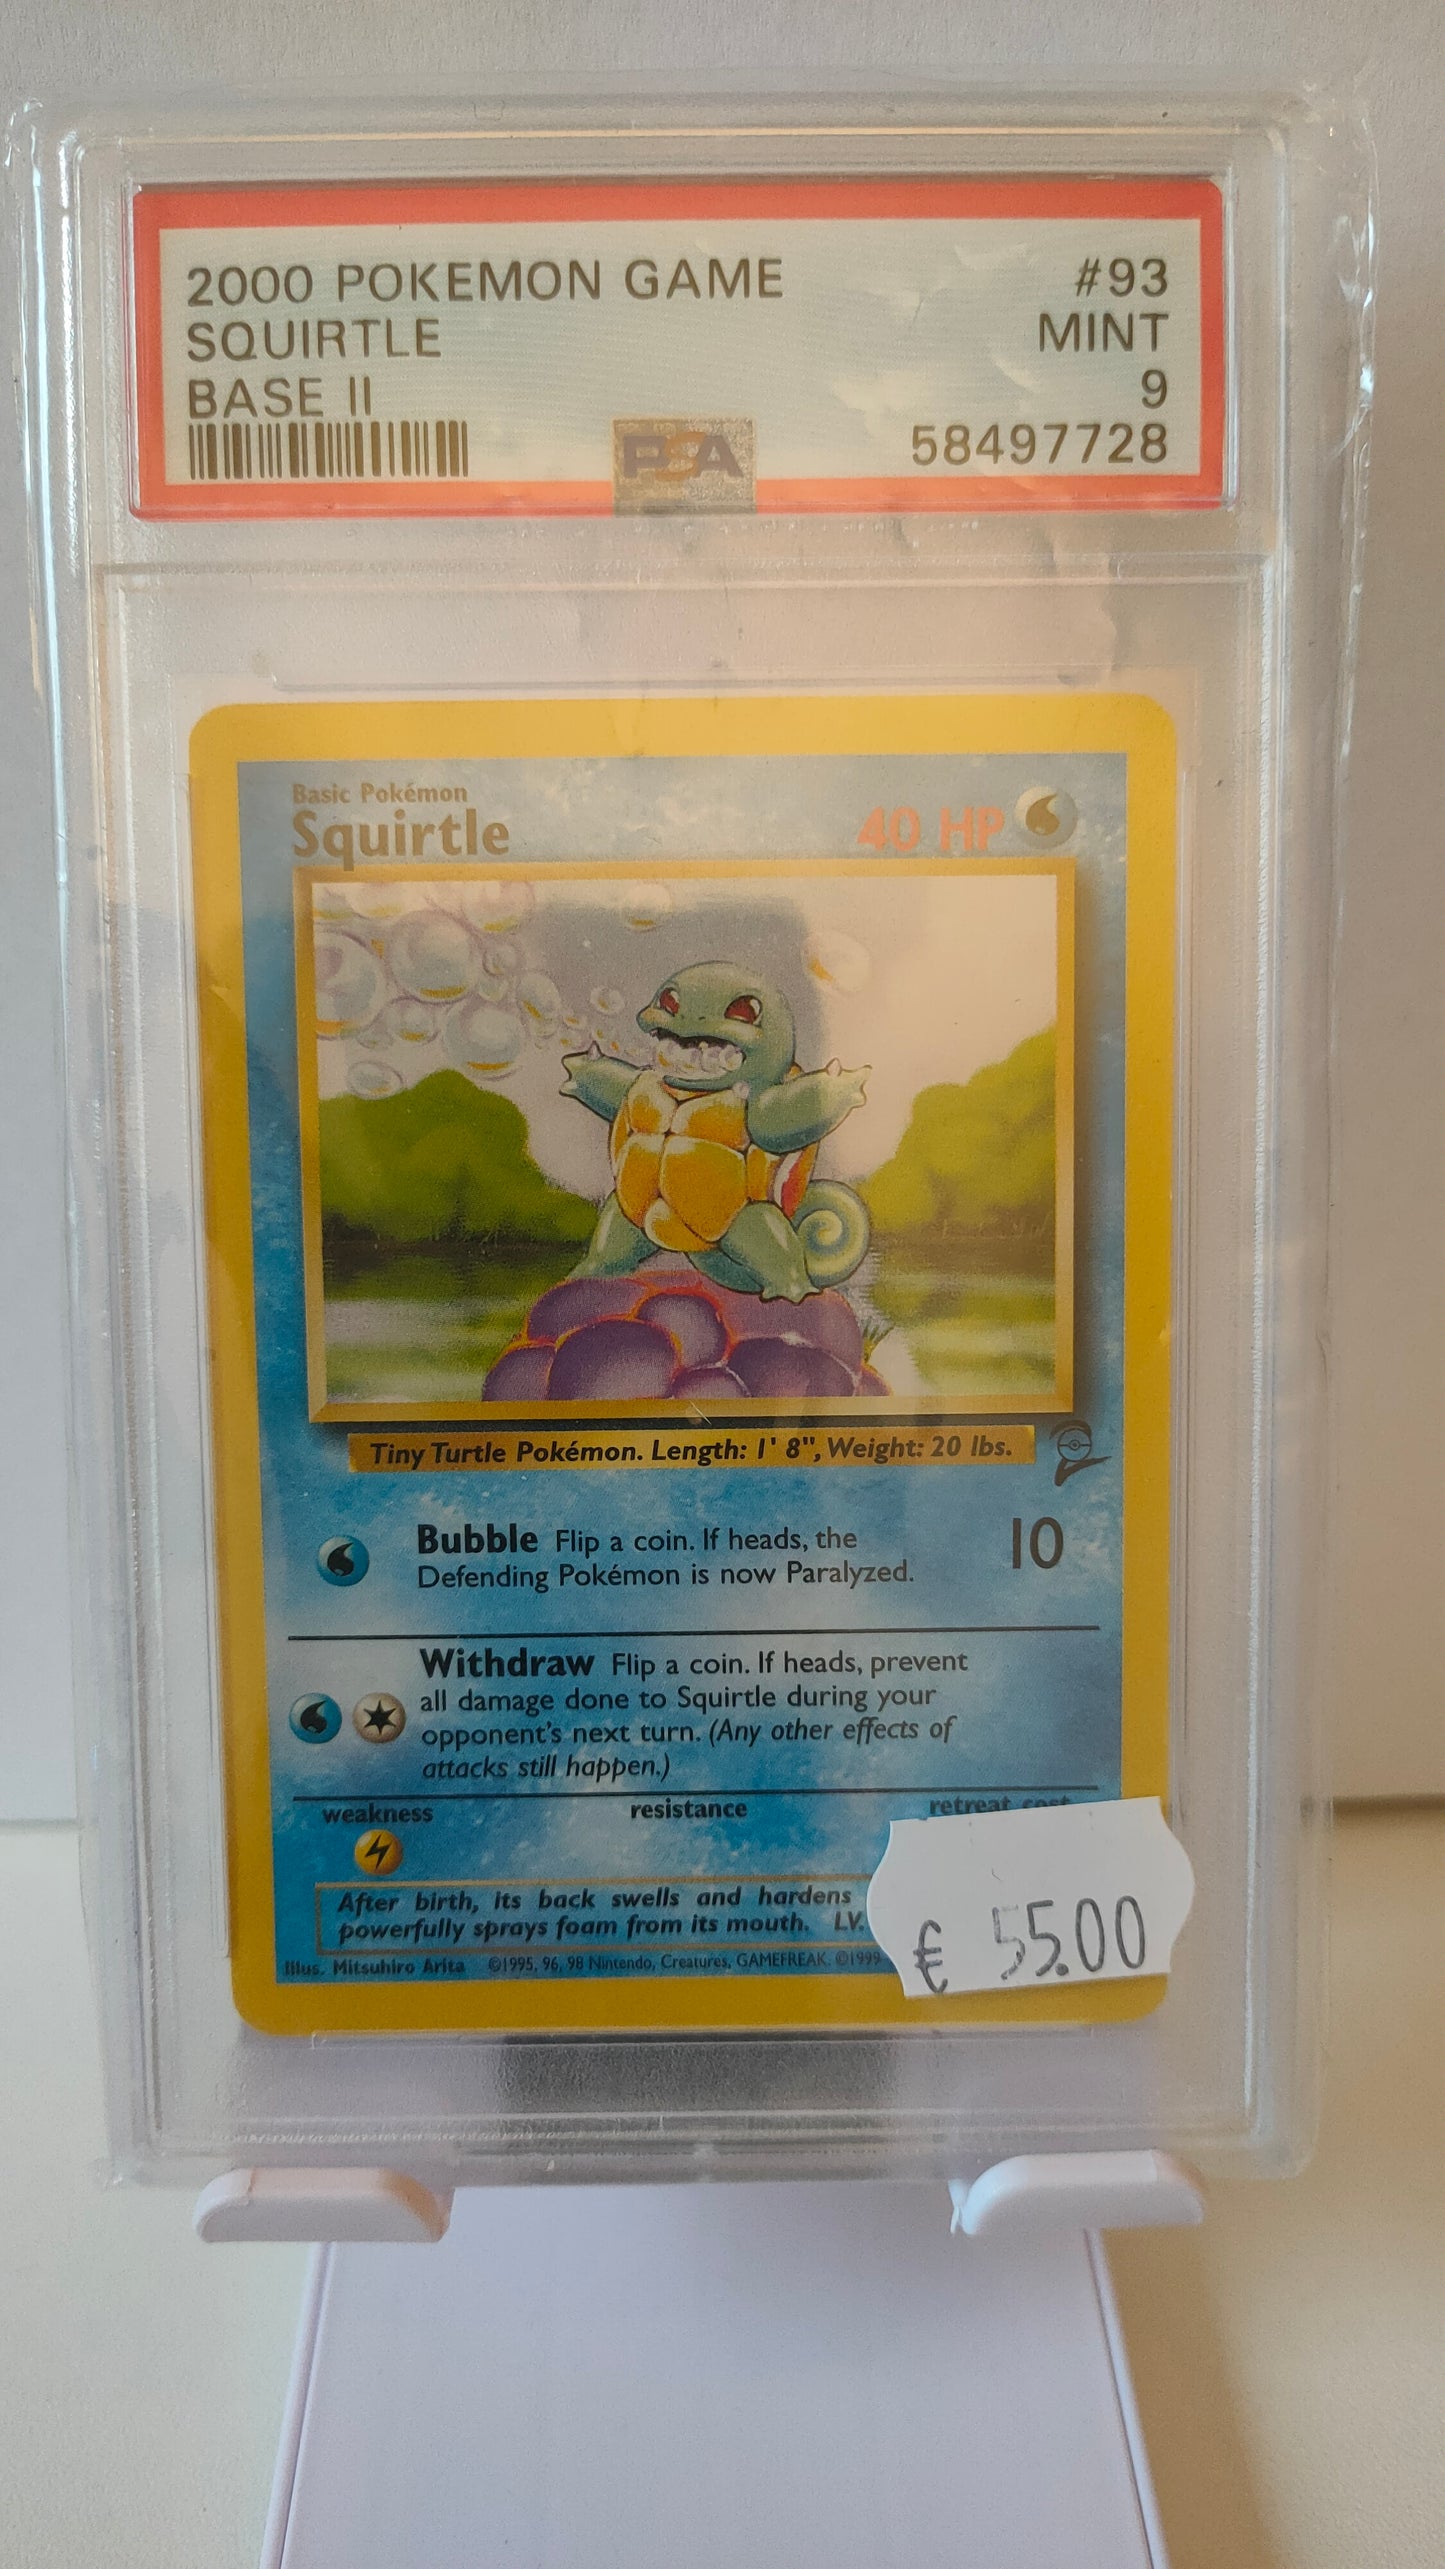 2000 POKEMON GAME #93
SQUIRTLE MINT
BASE II 9
PSA 58497728
Basic Pokémon
Squirtle 40 HP
Tiny Turtle Pokémon. Length: 1' 8", Weight: 20 lbs.
Bubble Flip a coin. If heads, the 10
Defending Pokémon is now Paralyzed.
Withdraw Flip a coin. If heads, prevent
all damage done to Squirtle during your
opponent's next turn. (Any other effects of
attacks still happen.)
weakness resistance retreat cost
After birth, its back swells and hardens
powerfully sprays foam from its mouth. LV.
Illus. Mitsuhiro Arita ©1995, 96, 98 Nintendo, Creatures, GAMEFREAK. ©1999
€ 55.00